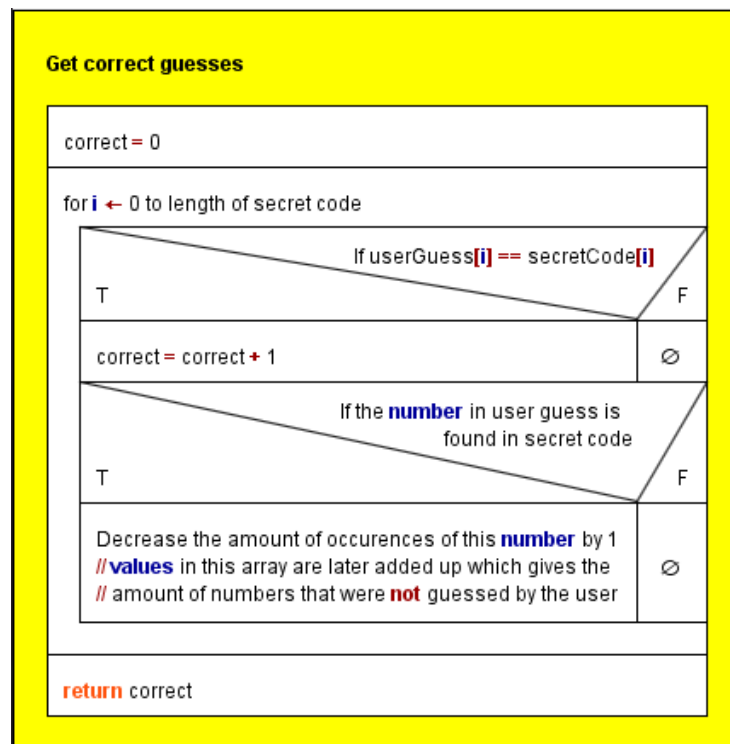 Get correct guesses
correct = 0
for i ← 0 to length of secret code
If userGuess[i] == secretCode[i]
T
F
correct = correct + 1
∅
If the number in user guess is
found in secret code
T
F
Decrease the amount of occurences of this number by 1
// values in this array are later added up which gives the
// amount of numbers that were not guessed by the user
∅
return correct